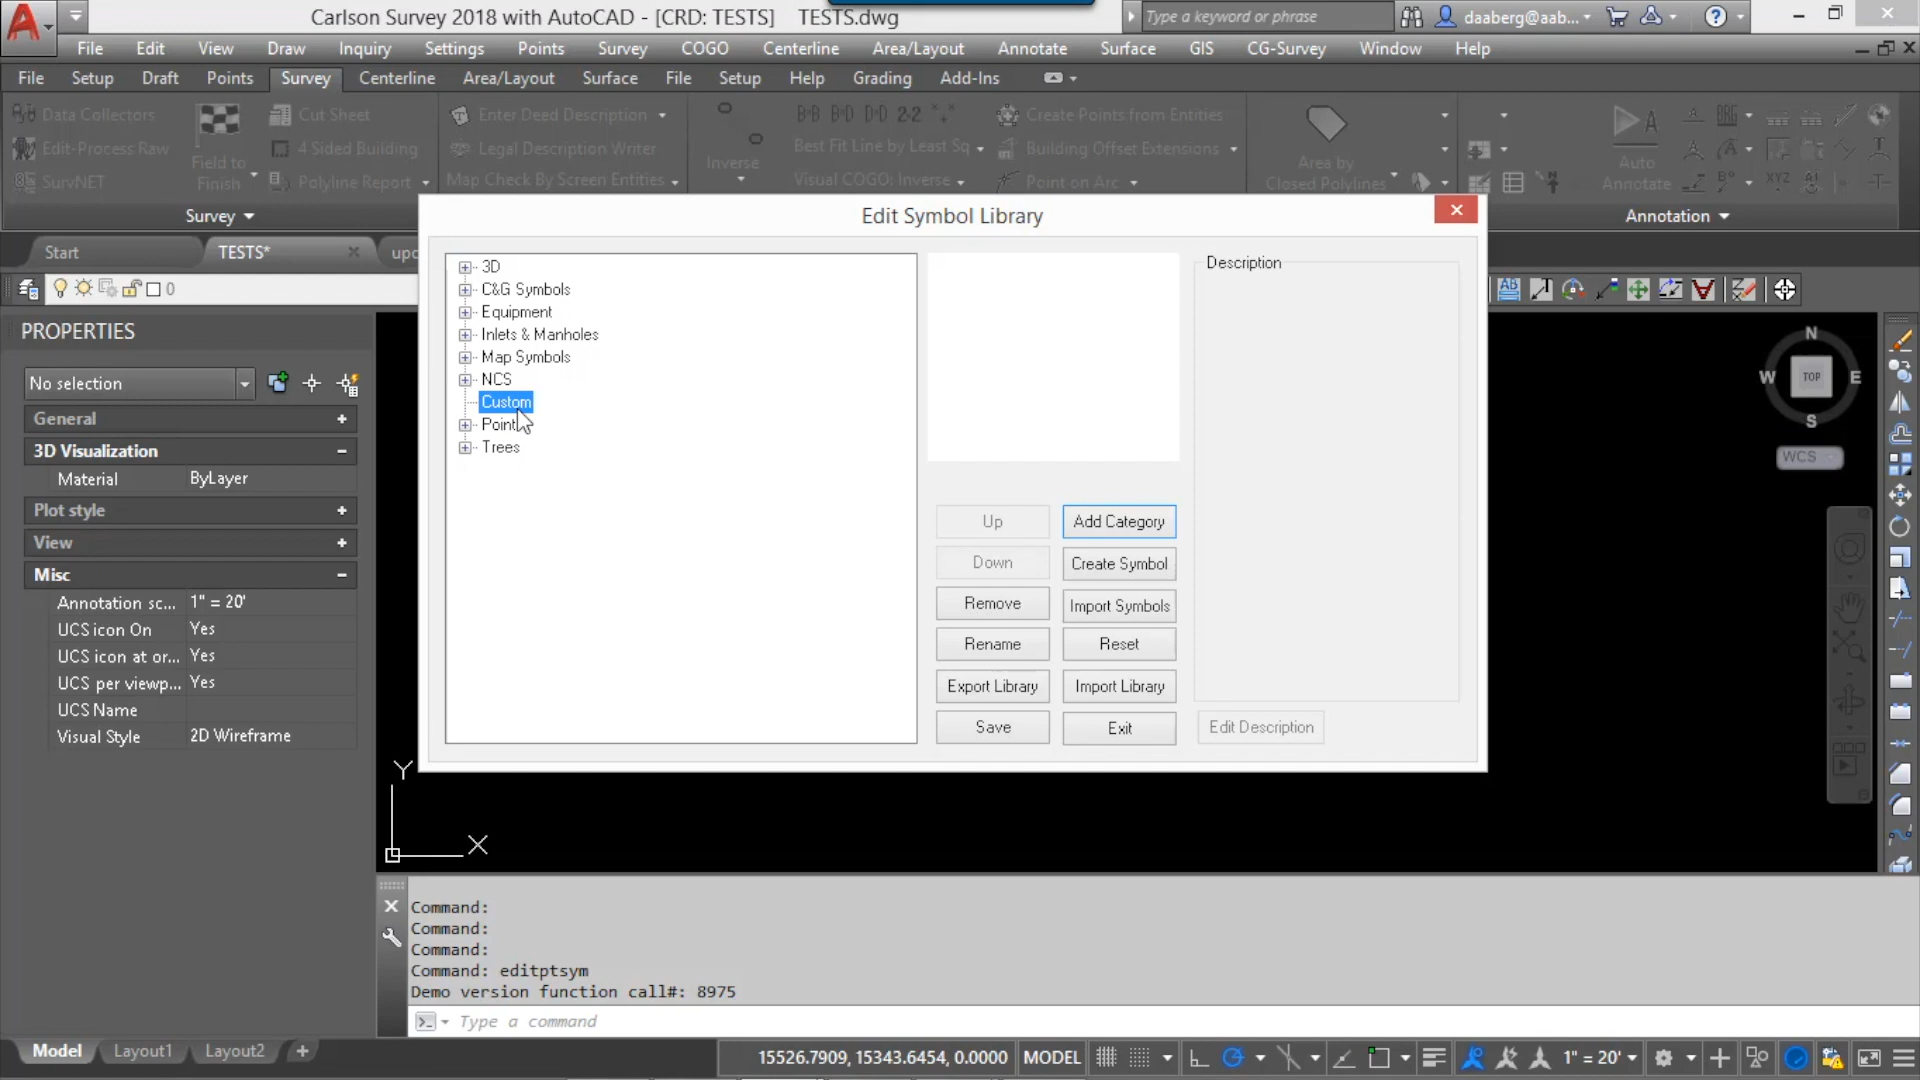 Carlson Survey 2018 with AutoCAD - [CRD: TESTS] TESTS.dwg
Type a keyword or phrase
daaberg@aab...
File Edit View Draw Inquiry Settings Points Survey COGO Centerline Area/Layout Annotate Surface GIS CG-Survey Window Help
File Setup Draft Points Survey Centerline Area/Layout Surface File Setup Help Grading Add-Ins
Data Collectors
Edit-Process Raw
SurvNET
Field to
Finish
Cut Sheet
4 Sided Building
Polyline Report
Enter Deed Description
Legal Description Writer
Map Check By Screen Entities
Inverse
Best Fit Line by Least Sq
Visual COGO: Inverse
Create Points from Entities
Building Offset Extensions
Point on Arc
Area by
Closed Polylines
Auto
Annotate
Survey
Annotation
Start
TESTS*
upc
0
PROPERTIES
No selection
General
3D Visualization
Material ByLayer
Plot style
View
Misc
Annotation sc... 1" = 20'
UCS icon On Yes
UCS icon at or... Yes
UCS per viewp... Yes
UCS Name
Visual Style 2D Wireframe
Edit Symbol Library
3D
C&G Symbols
Equipment
Inlets & Manholes
Map Symbols
NCS
Custom
Point
Trees
Description
Up
Add Category
Down
Create Symbol
Remove
Import Symbols
Rename
Reset
Export Library
Import Library
Save
Exit
Edit Description
N
W TOP E
S
WCS
Y
X
Command:
Command:
Command:
Command: editptsym
Demo version function call#: 8975
Type a command
Model Layout1 Layout2 +
15526.7909, 15343.6454, 0.0000 MODEL
1" = 20'